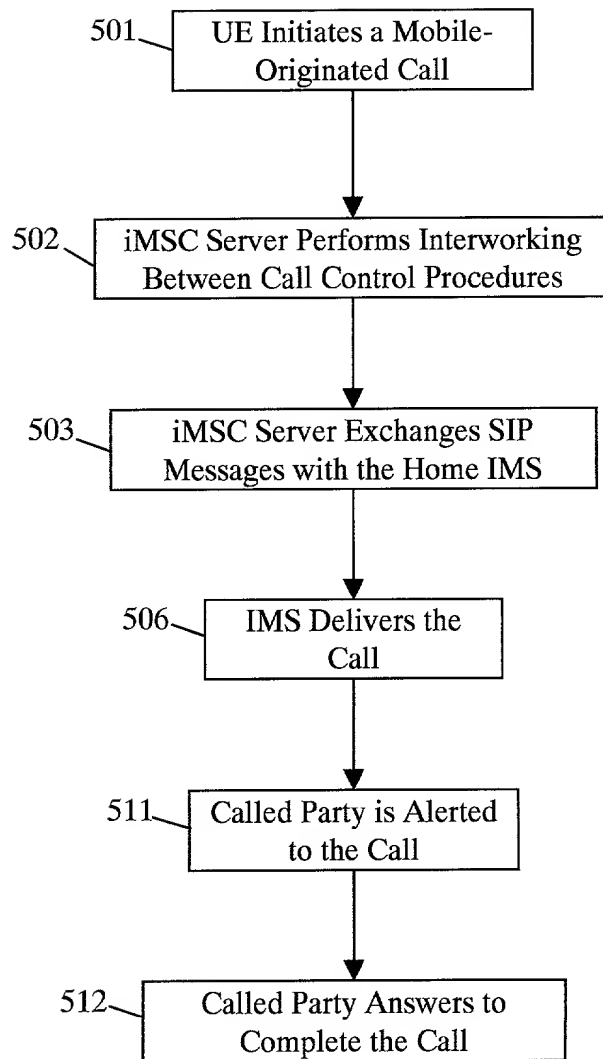 501
UE Initiates a Mobile-
Originated Call
502
iMSC Server Performs Interworking
Between Call Control Procedures
503
iMSC Server Exchanges SIP
Messages with the Home IMS
506
IMS Delivers the
Call
511
Called Party is Alerted
to the Call
512
Called Party Answers to
Complete the Call